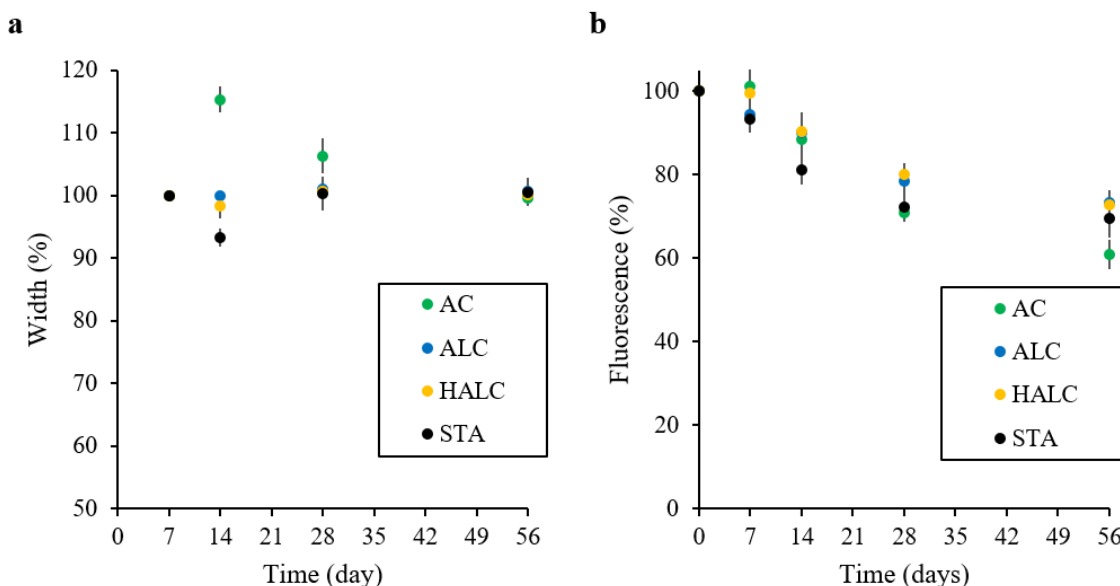 a
120
110
100
90
80
70
60
50
Width (%)
0 7 14 21 28 35 42 49 56
Time (day)
AC
ALC
HALC
STA
b
100
80
60
40
20
0
Fluorescence (%)
0 7 14 21 28 35 42 49 56
Time (days)
AC
ALC
HALC
STA